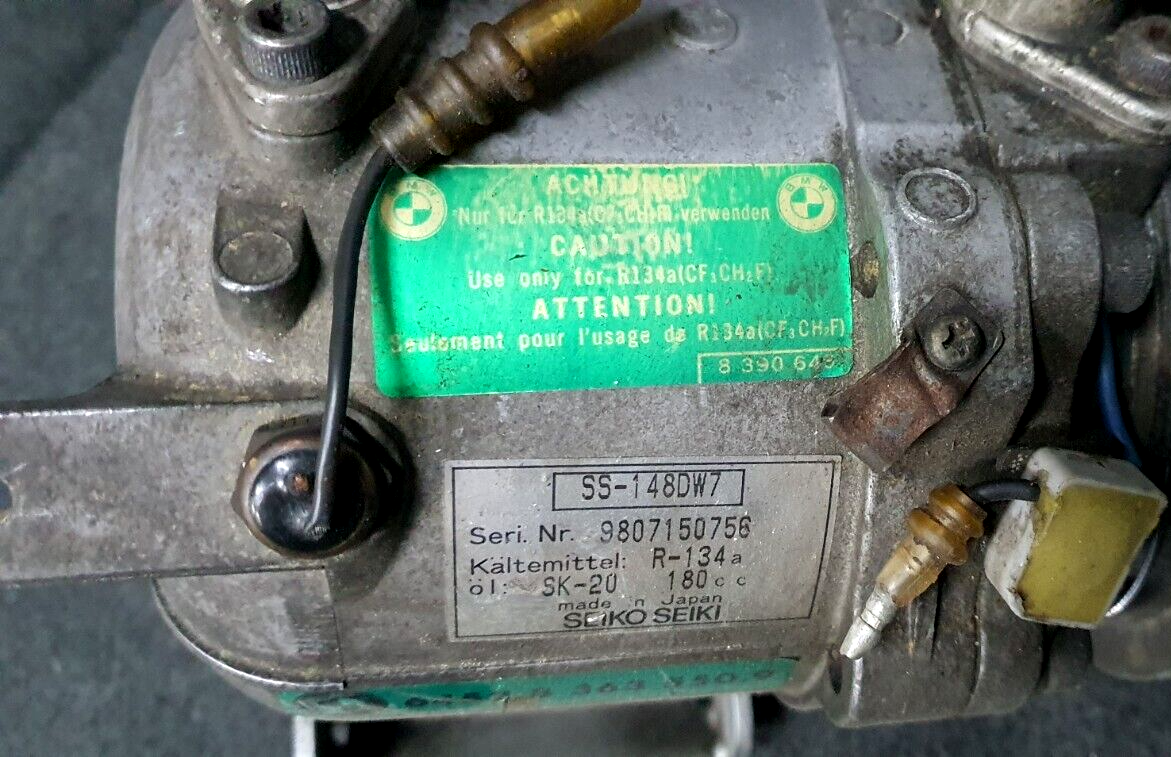 BMW
ACHTUNG!
Nur für R134a(CF₃CH₂F) verwenden
BMW
CAUTION!
Use only for R134a(CF₃CH₂F)
ATTENTION!
Seulement pour l'usage de R134a(CF₃CH₂F)
8 390 646
SS-148DW7
Seri. Nr. 9807150756
Kältemittel: R-134a
öl: SK-20 180cc
made in Japan
SEIKO SEIKI